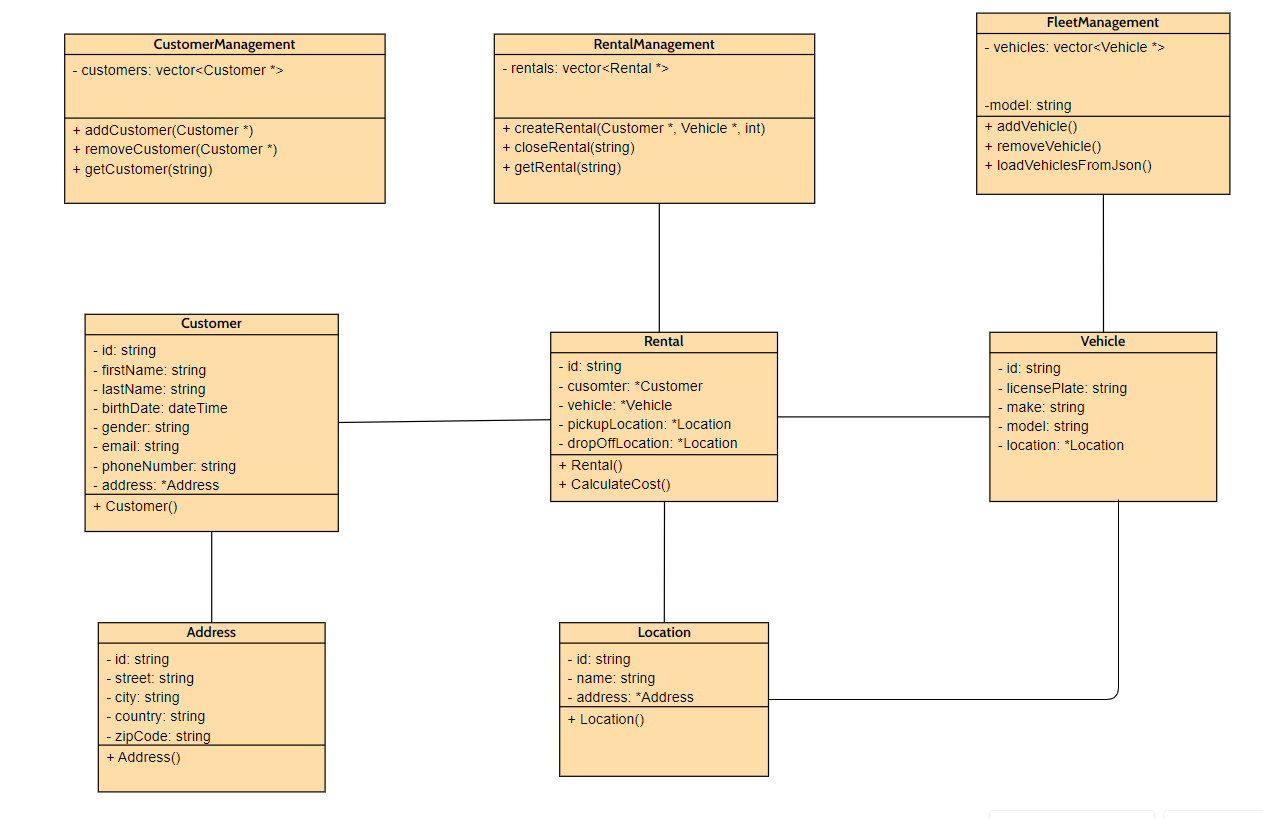 CustomerManagement
- customers: vector<Customer *>
+ addCustomer(Customer *)
+ removeCustomer(Customer *)
+ getCustomer(string)
RentalManagement
- rentals: vector<Rental *>
+ createRental(Customer *, Vehicle *, int)
+ closeRental(string)
+ getRental(string)
FleetManagement
- vehicles: vector<Vehicle *>
-model: string
+ addVehicle()
+ removeVehicle()
+ loadVehiclesFromJson()
Customer
- id: string
- firstName: string
- lastName: string
- birthDate: dateTime
- gender: string
- email: string
- phoneNumber: string
- address: *Address
+ Customer()
Rental
- id: string
- cusomter: *Customer
- vehicle: *Vehicle
- pickupLocation: *Location
- dropOffLocation: *Location
+ Rental()
+ CalculateCost()
Vehicle
- id: string
- licensePlate: string
- make: string
- model: string
- location: *Location
Address
- id: string
- street: string
- city: string
- country: string
- zipCode: string
+ Address()
Location
- id: string
- name: string
- address: *Address
+ Location()